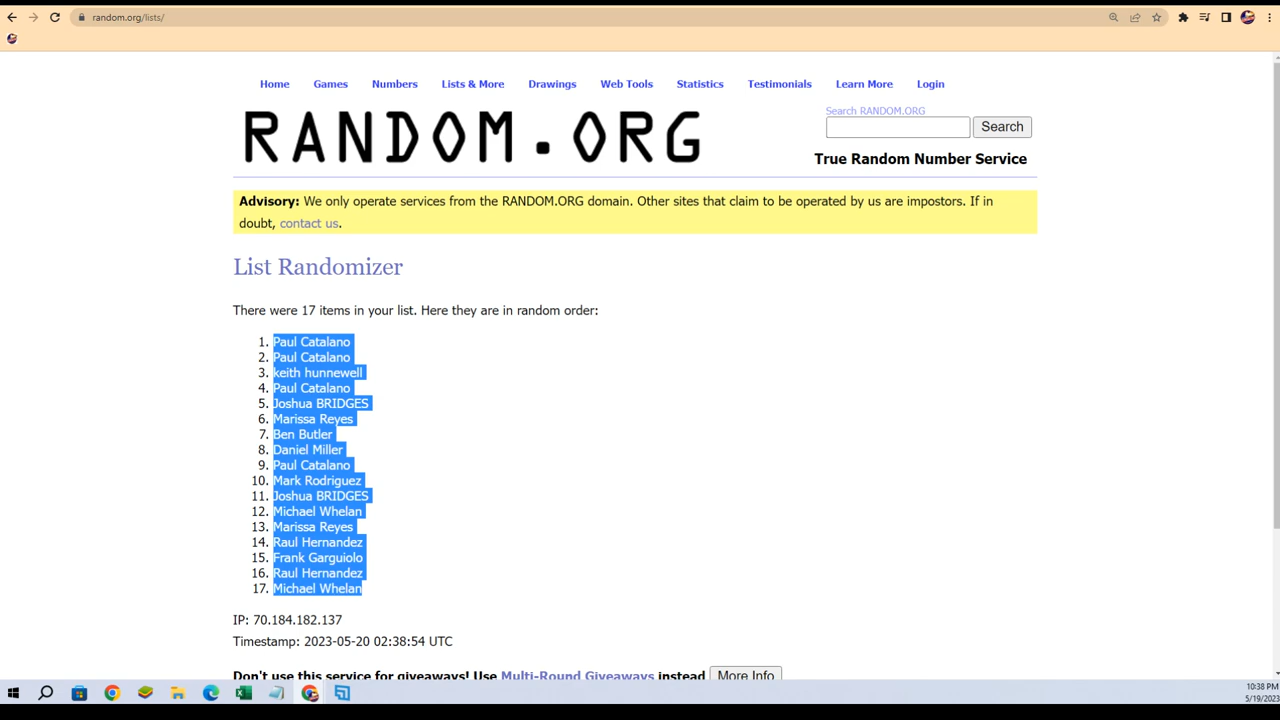 random.org/lists/
Home Games Numbers Lists & More Drawings Web Tools Statistics Testimonials Learn More Login
RANDOM.ORG
Search RANDOM.ORG
Search
True Random Number Service
Advisory: We only operate services from the RANDOM.ORG domain. Other sites that claim to be operated by us are impostors. If in
doubt, contact us.
List Randomizer
There were 17 items in your list. Here they are in random order:
1. Paul Catalano
2. Paul Catalano
3. keith hunnewell
4. Paul Catalano
5. Joshua BRIDGES
6. Marissa Reyes
7. Ben Butler
8. Daniel Miller
9. Paul Catalano
10. Mark Rodriguez
11. Joshua BRIDGES
12. Michael Whelan
13. Marissa Reyes
14. Raul Hernandez
15. Frank Garguiolo
16. Raul Hernandez
17. Michael Whelan
IP: 70.184.182.137
Timestamp: 2023-05-20 02:38:54 UTC
Don't use this service for giveaways! Use Multi-Round Giveaways instead More Info
10:38 PM
5/19/2023